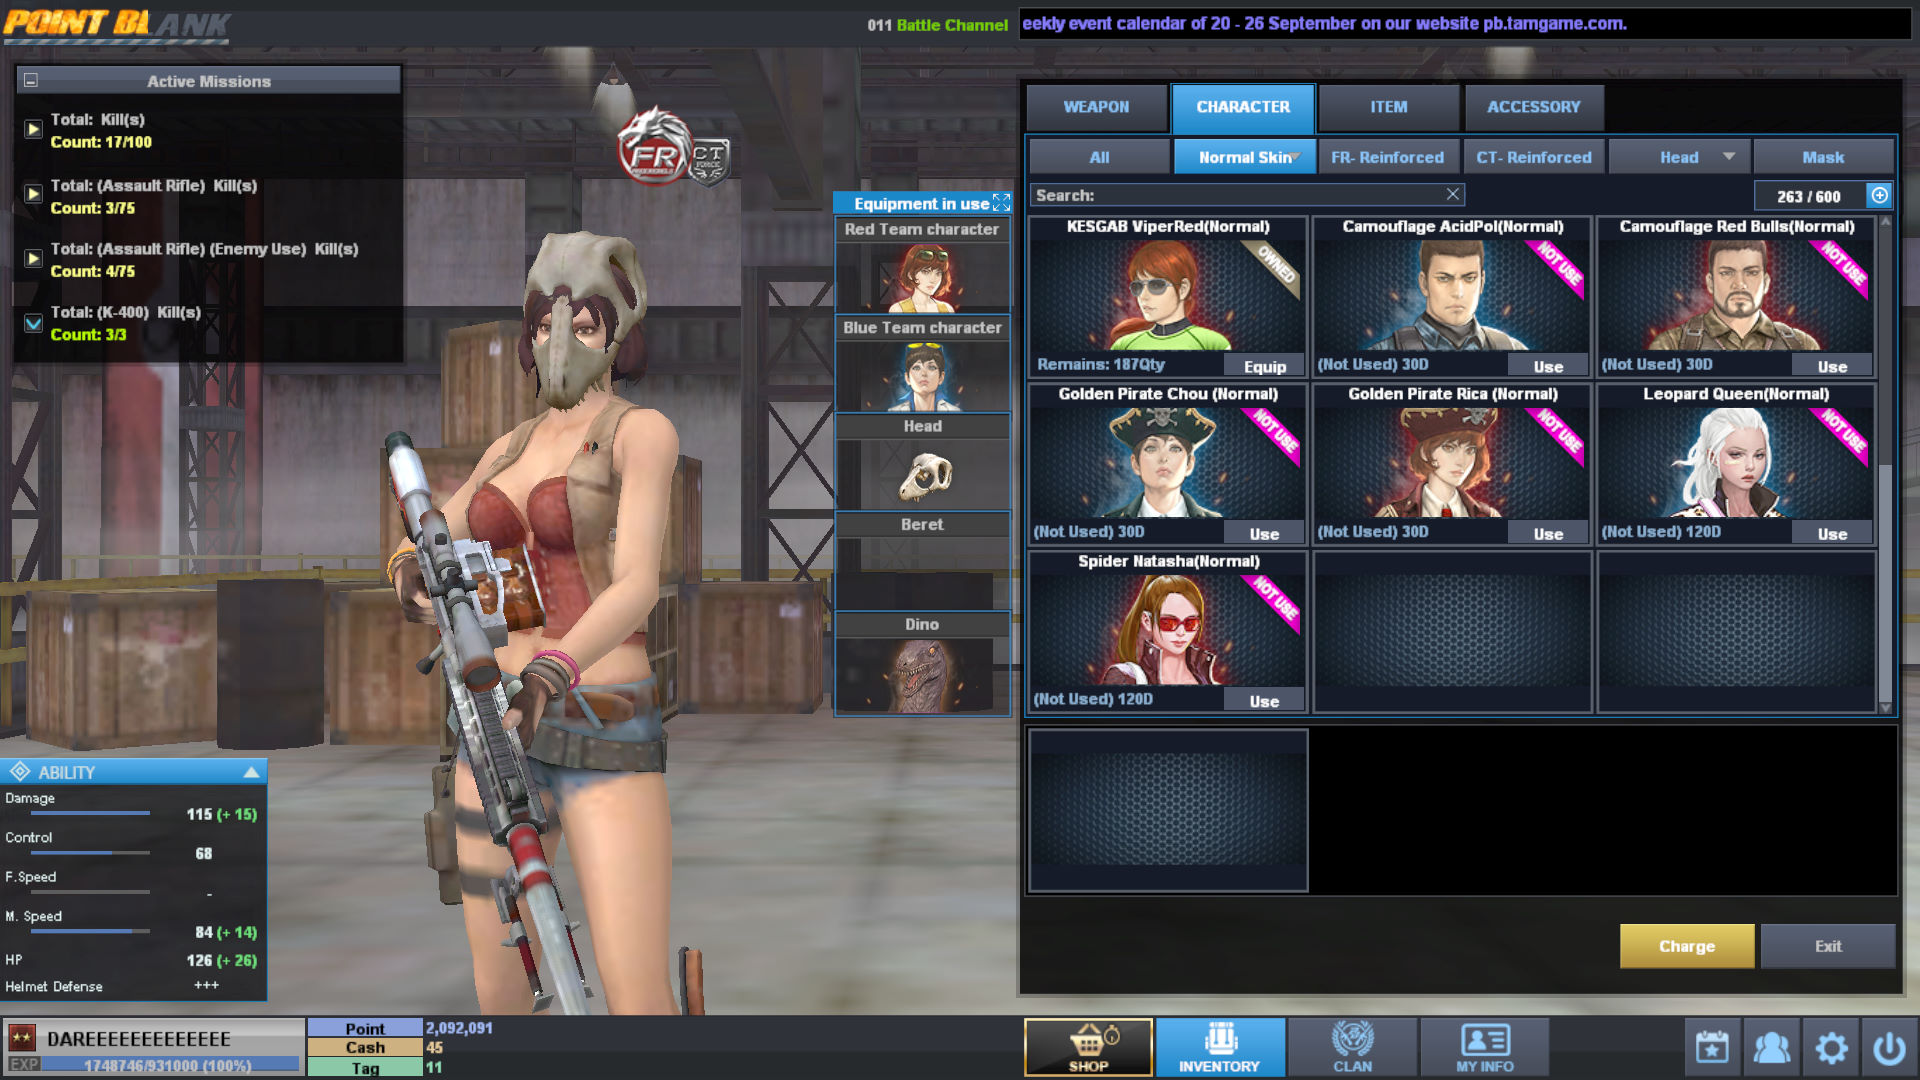 POINT BLANK
011 Battle Channel
eekly event calendar of 20 - 26 September on our website pb.tamgame.com.
Active Missions
Total: Kill(s)
Count: 17/100
Total: (Assault Rifle) Kill(s)
Count: 3/75
Total: (Assault Rifle) (Enemy Use) Kill(s)
Count: 4/75
Total: (K-400) Kill(s)
Count: 3/3
FR
CT
FORCE
Equipment in use
Red Team character
Blue Team character
Head
Beret
Dino
WEAPON
CHARACTER
ITEM
ACCESSORY
All
Normal Skin
FR- Reinforced
CT- Reinforced
Head
Mask
Search:
263 / 600
KESGAB ViperRed(Normal)
OWNED
Remains: 187Qty
Equip
Camouflage AcidPol(Normal)
NOT USE
(Not Used) 30D
Use
Camouflage Red Bulls(Normal)
NOT USE
(Not Used) 30D
Use
Golden Pirate Chou (Normal)
NOT USE
(Not Used) 30D
Use
Golden Pirate Rica (Normal)
NOT USE
(Not Used) 30D
Use
Leopard Queen(Normal)
NOT USE
(Not Used) 120D
Use
Spider Natasha(Normal)
NOT USE
(Not Used) 120D
Use
Charge
Exit
ABILITY
Damage
115 (+ 15)
Control
68
F.Speed
-
M. Speed
84 (+ 14)
HP
126 (+ 26)
Helmet Defense
+++
DAREEEEEEEEEEEEE
EXP
1748746/931000 (100%)
Point
2,092,091
Cash
45
Tag
11
SHOP
INVENTORY
CLAN
MY INFO